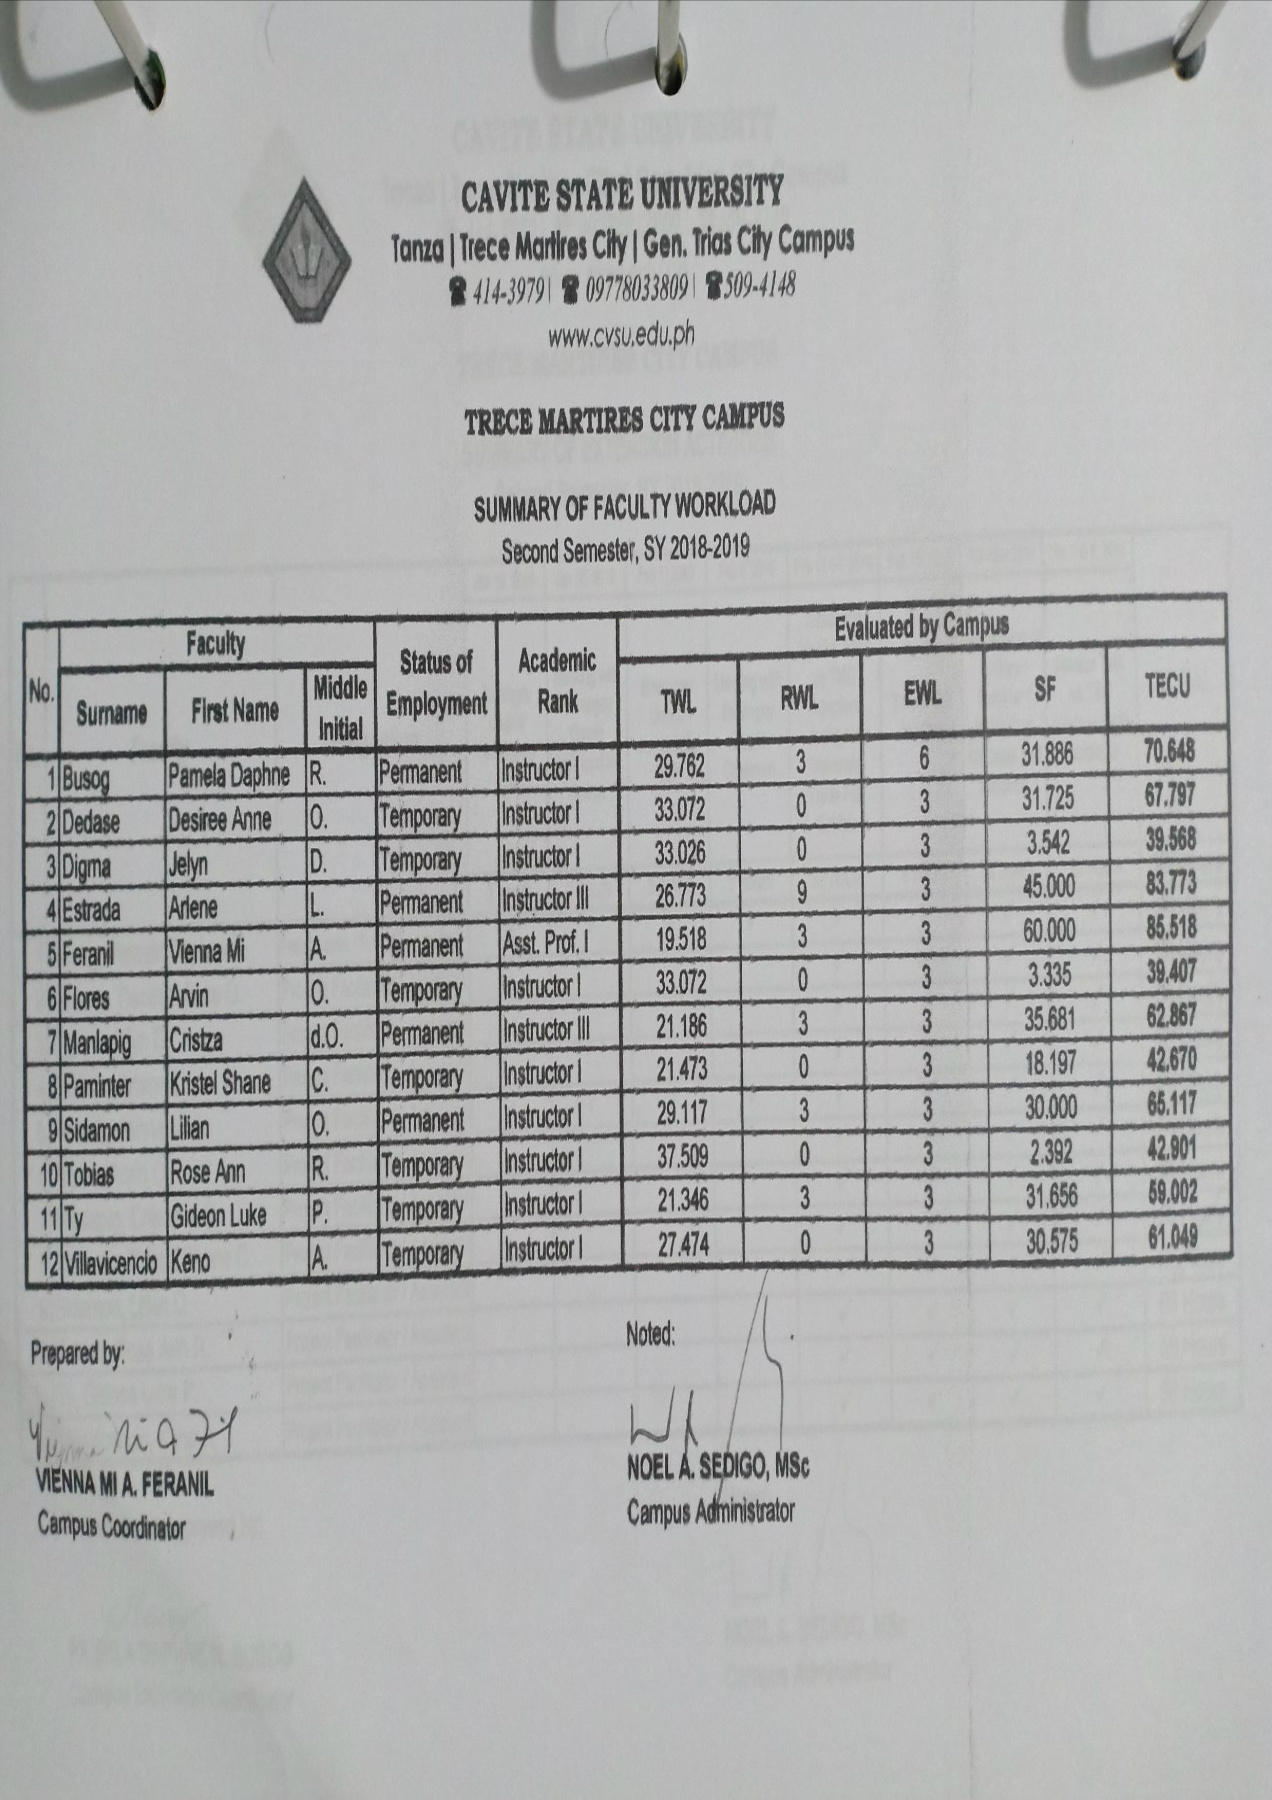 CAVITE STATE UNIVERSITY
Tanza | Trece Martires City | Gen. Trias City Campus
☎ 414-3979| ☎ 09778033809| ☎509-4148
www.cvsu.edu.ph
TRECE MARTIRES CITY CAMPUS
SUMMARY OF FACULTY WORKLOAD
Second Semester, SY 2018-2019
No. Faculty Status of Employment Academic Rank Evaluated by Campus
Surname First Name Middle Initial TWL RWL EWL SF TECU
1 Busog Pamela Daphne R. Permanent Instructor I 29.762 3 6 31.886 70.648
2 Dedase Desiree Anne O. Temporary Instructor I 33.072 0 3 31.725 67.797
3 Digma Jelyn D. Temporary Instructor I 33.026 0 3 3.542 39.568
4 Estrada Arlene L. Permanent Instructor III 26.773 9 3 45.000 83.773
5 Feranil Vienna Mi A. Permanent Asst. Prof. I 19.518 3 3 60.000 85.518
6 Flores Arvin O. Temporary Instructor I 33.072 0 3 3.335 39.407
7 Manlapig Cristza d.O. Permanent Instructor III 21.186 3 3 35.681 62.867
8 Paminter Kristel Shane C. Temporary Instructor I 21.473 0 3 18.197 42.670
9 Sidamon Lilian O. Permanent Instructor I 29.117 3 3 30.000 65.117
10 Tobias Rose Ann R. Temporary Instructor I 37.509 0 3 2.392 42.901
11 Ty Gideon Luke P. Temporary Instructor I 21.346 3 3 31.656 59.002
12 Villavicencio Keno A. Temporary Instructor I 27.474 0 3 30.575 61.049
Prepared by:
Noted:
VIENNA MI A. FERANIL
Campus Coordinator
NOEL A. SEDIGO, MSc
Campus Administrator